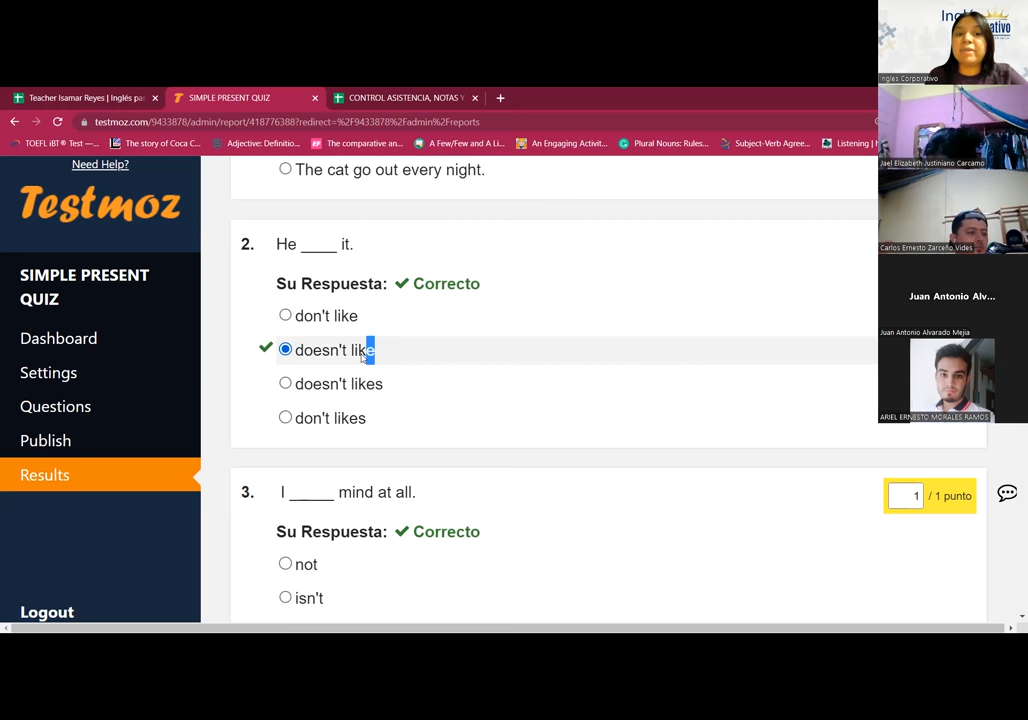 Teacher Isamar Reyes | Inglés pa
SIMPLE PRESENT QUIZ
CONTROL ASISTENCIA, NOTAS Y
testmoz.com/9433878/admin/report/418776388?redirect=%2F9433878%2Fadmin%2Freports
TOEFL iBT® Test —...
The story of Coca C...
Adjective: Definitio...
The comparative an...
A Few/Few and A Li...
An Engaging Activit...
Plural Nouns: Rules...
Subject-Verb Agree...
Listening |
Need Help?
Testmoz
SIMPLE PRESENT
QUIZ
Dashboard
Settings
Questions
Publish
Results
Logout
The cat go out every night.
2. He ____ it.
Su Respuesta: Correcto
don't like
doesn't like
doesn't likes
don't likes
3. I _____ mind at all.
1 / 1 punto
Su Respuesta: Correcto
not
isn't
Ingles Corporativo
Jael Elizabeth Justiniano Carcamo
Carlos Ernesto Zarceño Vides
Juan Antonio Alv...
Juan Antonio Alvarado Mejia
ARIEL ERNESTO MORALES RAMOS